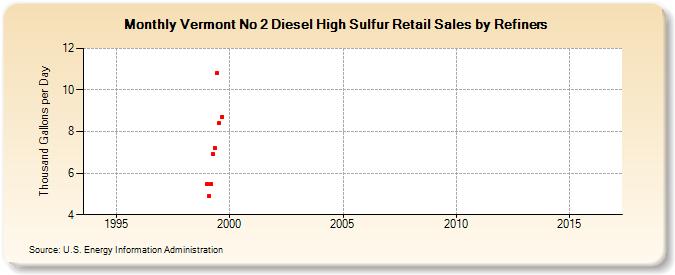 Monthly Vermont No 2 Diesel High Sulfur Retail Sales by Refiners
Thousand Gallons per Day
12
10
8
6
4
1995 2000 2005 2010 2015
Source: U.S. Energy Information Administration